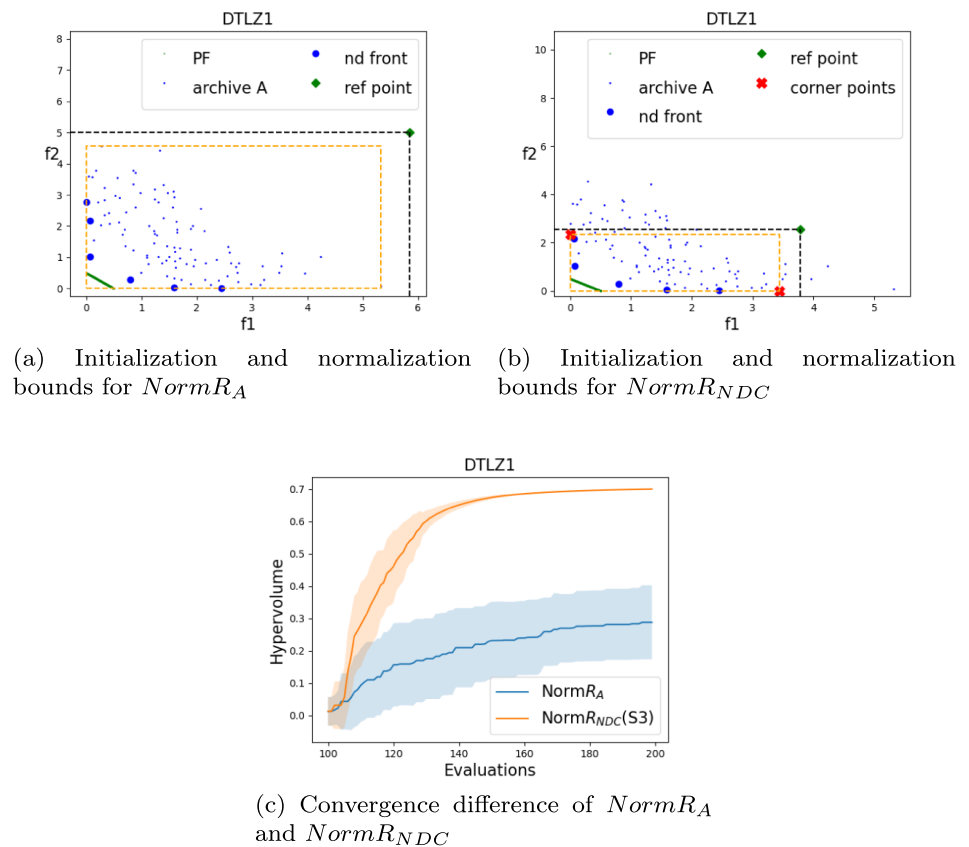 DTLZ1
8
7
6
5
4
3
2
1
0
f2
PF
archive A
nd front
ref point
0 1 2 3 4 5 6
f1
(a) Initialization and normalization
bounds for NormR_A
DTLZ1
10
8
6
4
2
0
f2
PF
archive A
nd front
ref point
corner points
0 1 2 3 4 5
f1
(b) Initialization and normalization
bounds for NormR_NDC
DTLZ1
0.7
0.6
0.5
0.4
0.3
0.2
0.1
0.0
Hypervolume
NormR_A
NormR_NDC(S3)
100 120 140 160 180 200
Evaluations
(c) Convergence difference of NormR_A
and NormR_NDC